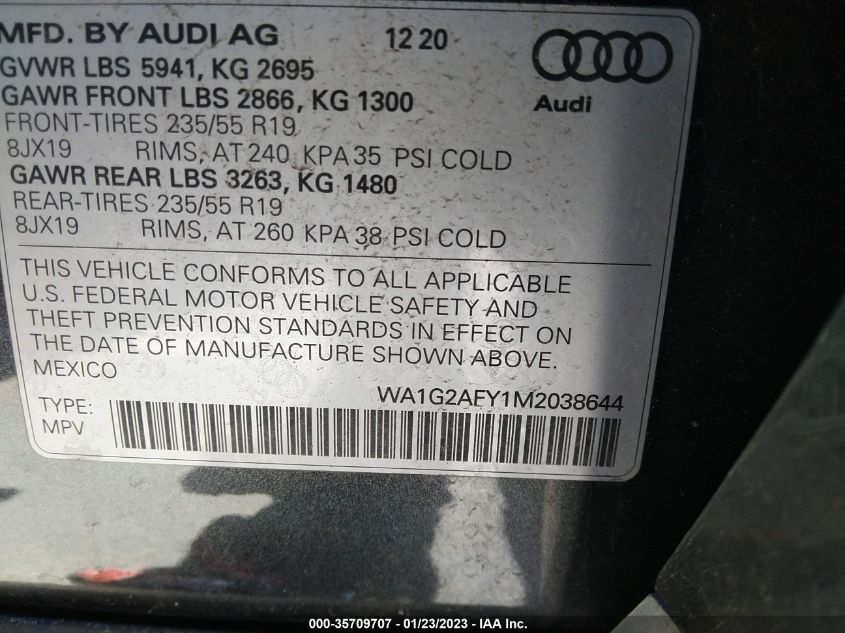 MFD. BY AUDI AG 12 20
GVWR LBS 5941, KG 2695
GAWR FRONT LBS 2866, KG 1300
FRONT-TIRES 235/55 R19
8JX19 RIMS, AT 240 KPA 35 PSI COLD
GAWR REAR LBS 3263, KG 1480
REAR-TIRES 235/55 R19
8JX19 RIMS, AT 260 KPA 38 PSI COLD
Audi
THIS VEHICLE CONFORMS TO ALL APPLICABLE
U.S. FEDERAL MOTOR VEHICLE SAFETY AND
THEFT PREVENTION STANDARDS IN EFFECT ON
THE DATE OF MANUFACTURE SHOWN ABOVE.
MEXICO
WA1G2AFY1M2038644
TYPE:
MPV
000-35709707 - 01/23/2023 - © IAA, Inc.